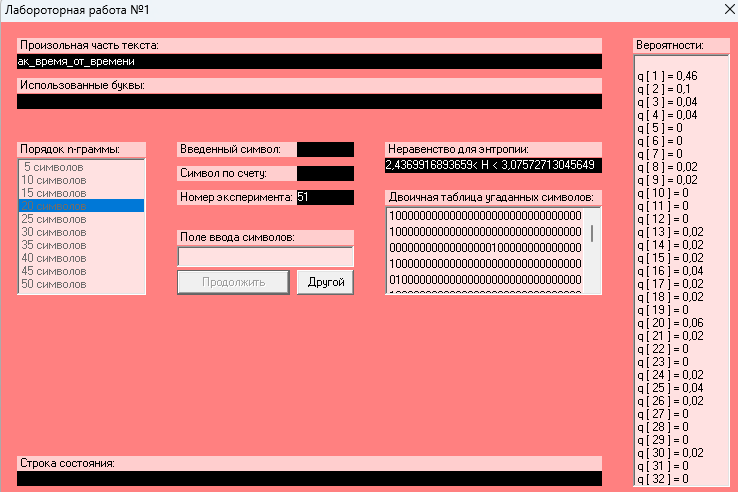 Лабороторная работа №1
Произольная часть текста:
ак_время_от_времени
Использованные буквы:
Порядок n-граммы:
5 символов
10 символов
15 символов
20 символов
25 символов
30 символов
35 символов
40 символов
45 символов
50 символов
Введенный символ:
Символ по счету:
Номер эксперимента: 51
Поле ввода символов:
Продолжить
Другой
Неравенство для энтропии:
2,4369916893659< H < 3,07572713045649
Двоичная таблица угаданных символов:
10000000000000000000000000000000
10000000000000000000000000000000
00000000000000001000000000000000
10000000000000000000000000000000
01000000000000000000000000000000
Вероятности:
q [ 1 ] = 0,46
q [ 2 ] = 0,1
q [ 3 ] = 0,04
q [ 4 ] = 0,04
q [ 5 ] = 0
q [ 6 ] = 0
q [ 7 ] = 0
q [ 8 ] = 0,02
q [ 9 ] = 0,02
q [ 10 ] = 0
q [ 11 ] = 0
q [ 12 ] = 0
q [ 13 ] = 0,02
q [ 14 ] = 0,02
q [ 15 ] = 0,02
q [ 16 ] = 0,04
q [ 17 ] = 0,02
q [ 18 ] = 0,02
q [ 19 ] = 0
q [ 20 ] = 0,06
q [ 21 ] = 0,02
q [ 22 ] = 0
q [ 23 ] = 0
q [ 24 ] = 0,02
q [ 25 ] = 0,04
q [ 26 ] = 0,02
q [ 27 ] = 0
q [ 28 ] = 0
q [ 29 ] = 0
q [ 30 ] = 0,02
q [ 31 ] = 0
q [ 32 ] = 0
Строка состояния: